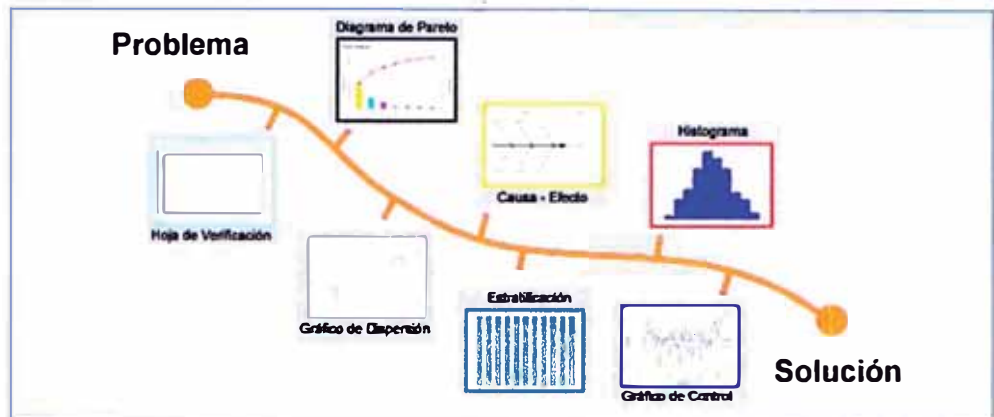 Problema
Diagrama de Pareto
Hoja de Verificación
Causa - Efecto
Histograma
Gráfico de Dispersión
Estratificación
Gráfico de Control
Solución